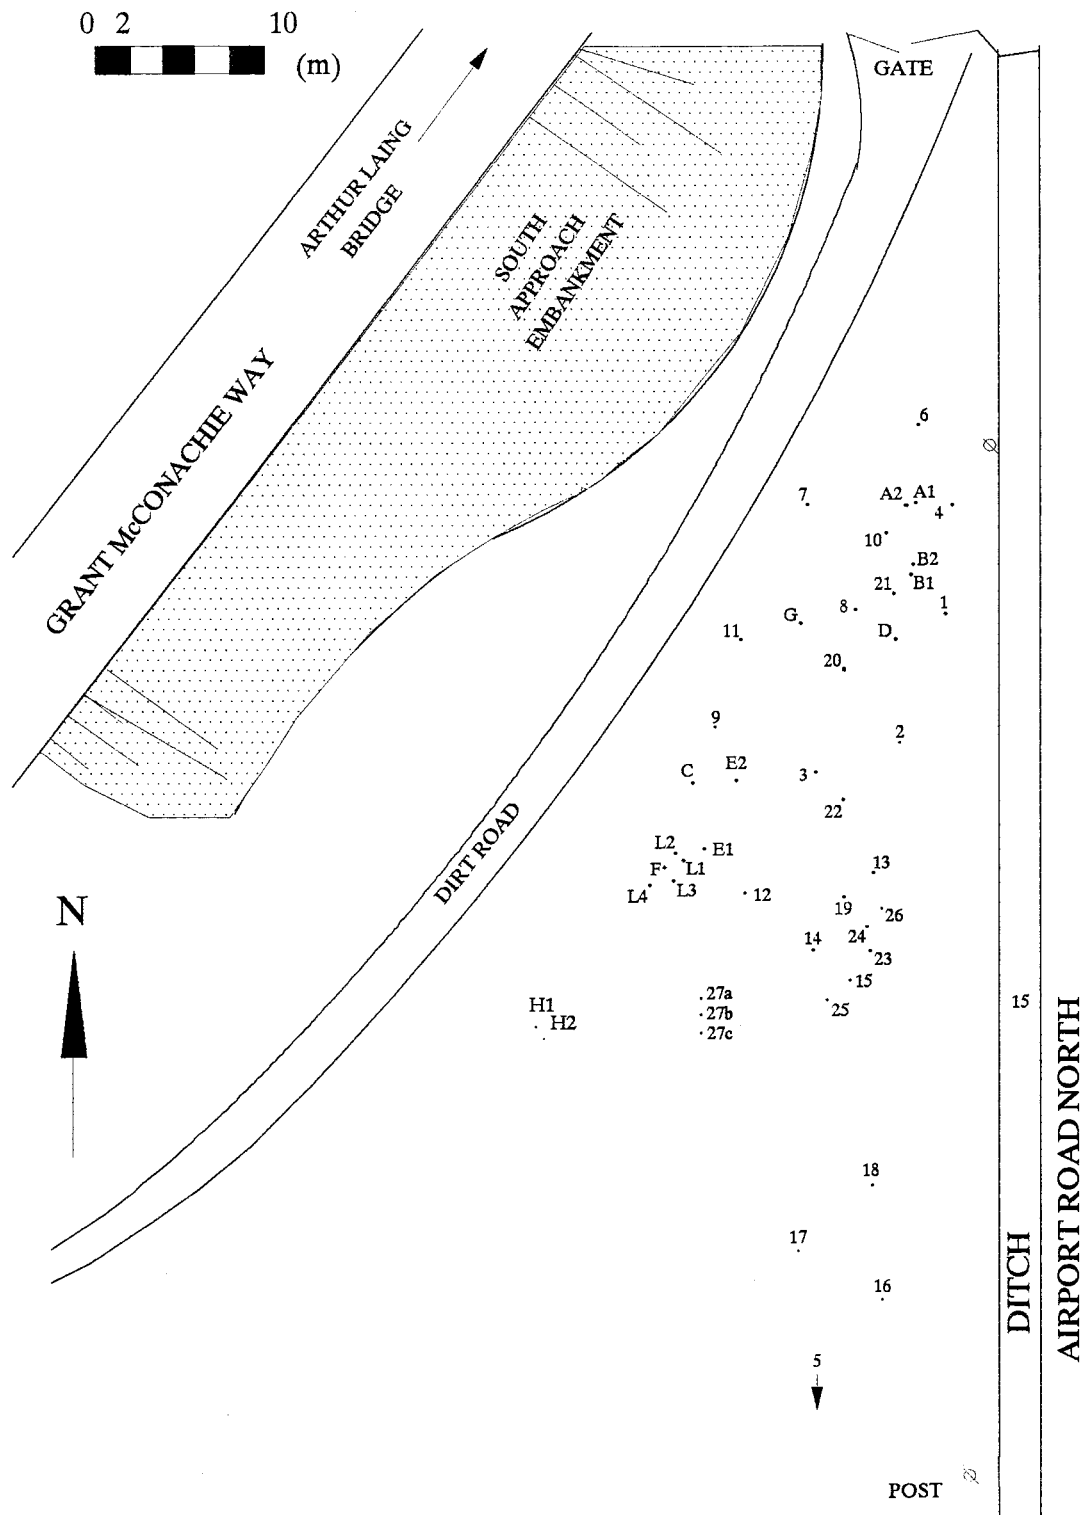 0 2 10
(m)
GATE
ARTHUR LAING
BRIDGE
SOUTH
APPROACH
EMBANKMENT
GRANT McCONACHIE WAY
6
7
A2
A1
4
10
B2
21
B1
8
1
G
11
D
20
9
2
C
E2
3
22
L2
E1
F
L1
13
L4
L3
12
19
26
14
24
23
15
25
27a
27b
27c
H1
H2
DIRT ROAD
N
15
18
17
16
5
DITCH
AIRPORT ROAD NORTH
POST